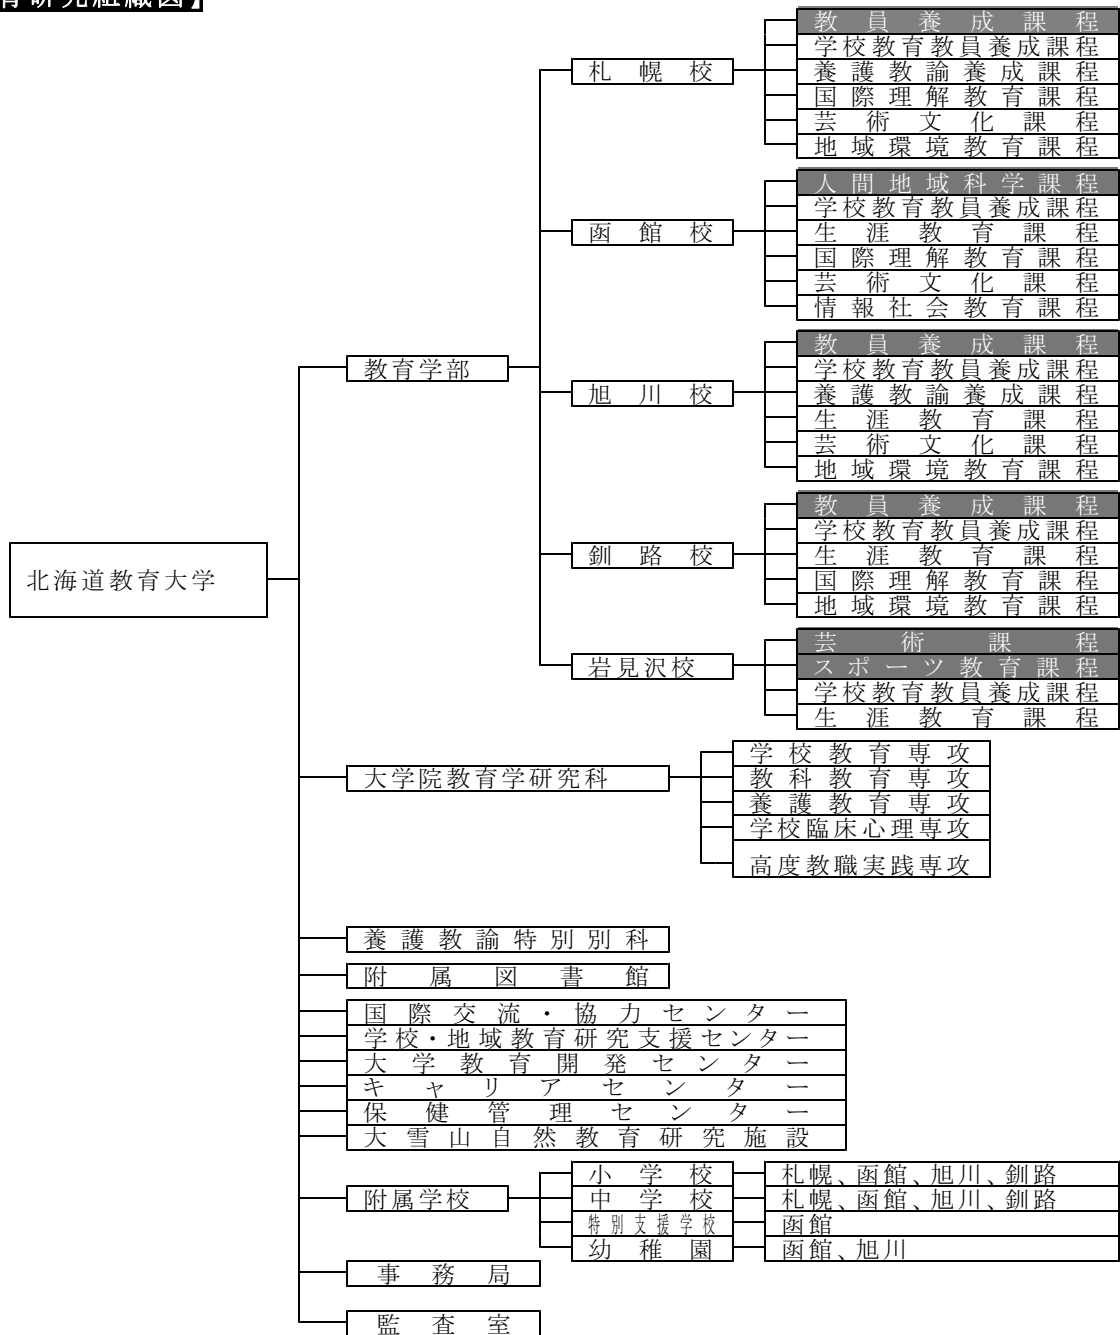 育研究組織図】
教員養成課程
学校教育教員養成課程
札幌校
養護教諭養成課程
国際理解教育課程
芸術文化課程
地域環境教育課程
人間地域科学課程
学校教育教員養成課程
函館校
生涯教育課程
国際理解教育課程
芸術文化課程
情報社会教育課程
教員養成課程
教育学部
学校教育教員養成課程
旭川校
養護教諭養成課程
生涯教育課程
芸術文化課程
地域環境教育課程
教員養成課程
学校教育教員養成課程
釧路校
生涯教育課程
北海道教育大学
国際理解教育課程
地域環境教育課程
芸術課程
岩見沢校
スポーツ教育課程
学校教育教員養成課程
生涯教育課程
学校教育専攻
大学院教育学研究科
教科教育専攻
養護教育専攻
学校臨床心理専攻
高度教職実践専攻
養護教諭特別別科
附属図書館
国際交流・協力センター
学校・地域教育研究支援センター
大学教育開発センター
キャリアセンター
保健管理センター
大雪山自然教育研究施設
小学校 札幌、函館、旭川、釧路
附属学校
中学校 札幌、函館、旭川、釧路
特別支援学校 函館
幼稚園 函館、旭川
事務局
監査室